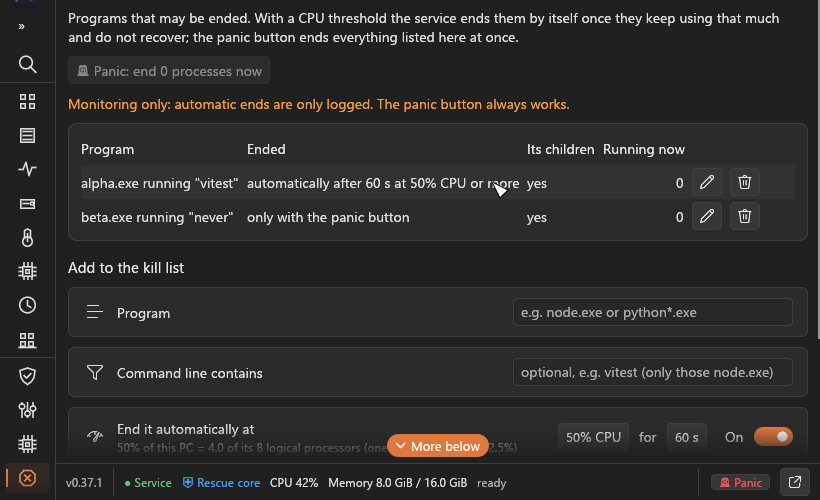 »
Programs that may be ended. With a CPU threshold the service ends them by itself once they keep using that much
and do not recover; the panic button ends everything listed here at once.
Panic: end 0 processes now
Monitoring only: automatic ends are only logged. The panic button always works.
Program Ended Its children Running now
alpha.exe running "vitest" automatically after 60 s at 50% CPU or more yes 0
beta.exe running "never" only with the panic button yes 0
Add to the kill list
Program e.g. node.exe or python*.exe
Command line contains optional, e.g. vitest (only those node.exe)
End it automatically at 50% CPU for 60 s On
50% of this PC = 4.0 of its 8 logical processors (one 2.5%)
More below
v0.37.1 Service Rescue core CPU 42% Memory 8.0 GiB / 16.0 GiB ready Panic